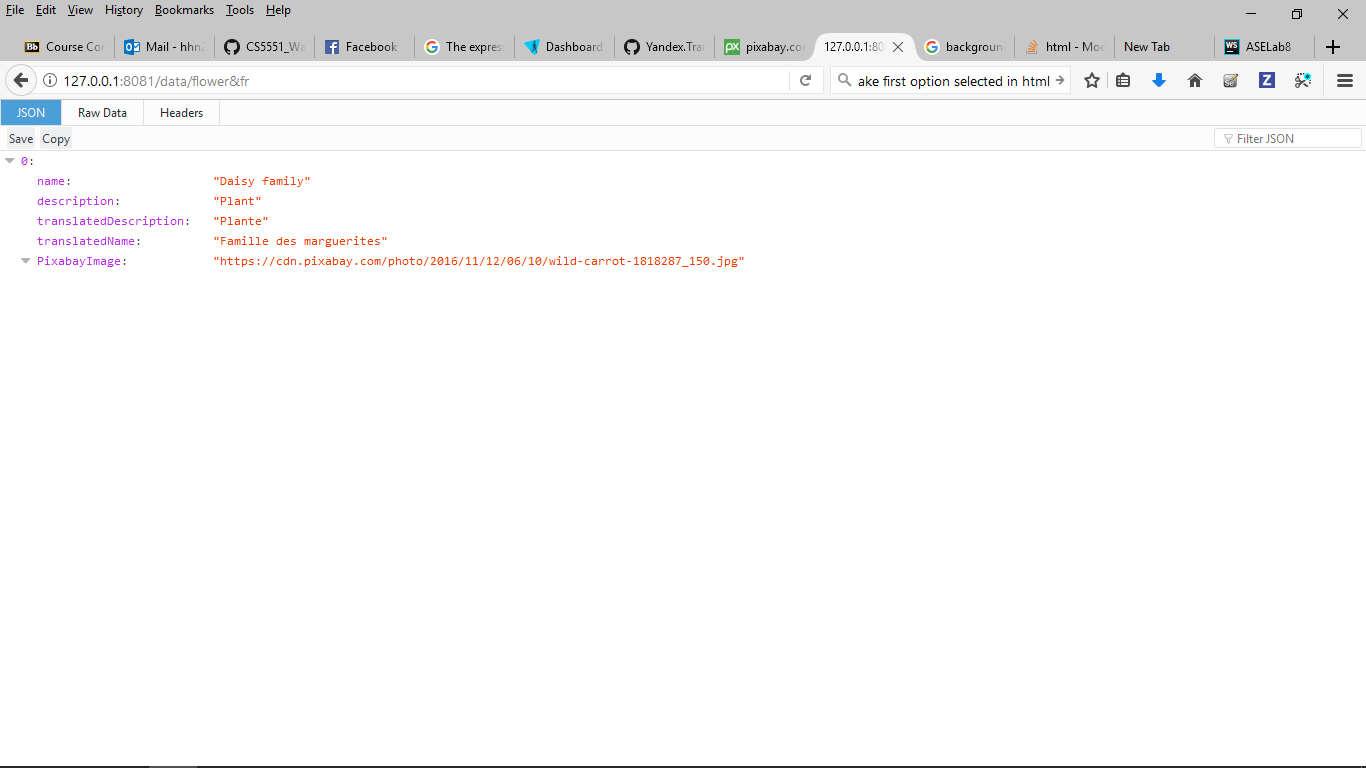 File Edit View History Bookmarks Tools Help
Bb Course Co Mail - hhn CS5551_Wa Facebook The expres Dashboard Yandex.Tra px pixabay.co 127.0.0.1:80 backgroun html - Moc New Tab WS ASELab8
127.0.0.1:8081/data/flower&fr ake first option selected in html
JSON Raw Data Headers
Save Copy Filter JSON
0:
name: "Daisy family"
description: "Plant"
translatedDescription: "Plante"
translatedName: "Famille des marguerites"
PixabayImage: "https://cdn.pixabay.com/photo/2016/11/12/06/10/wild-carrot-1818287_150.jpg"